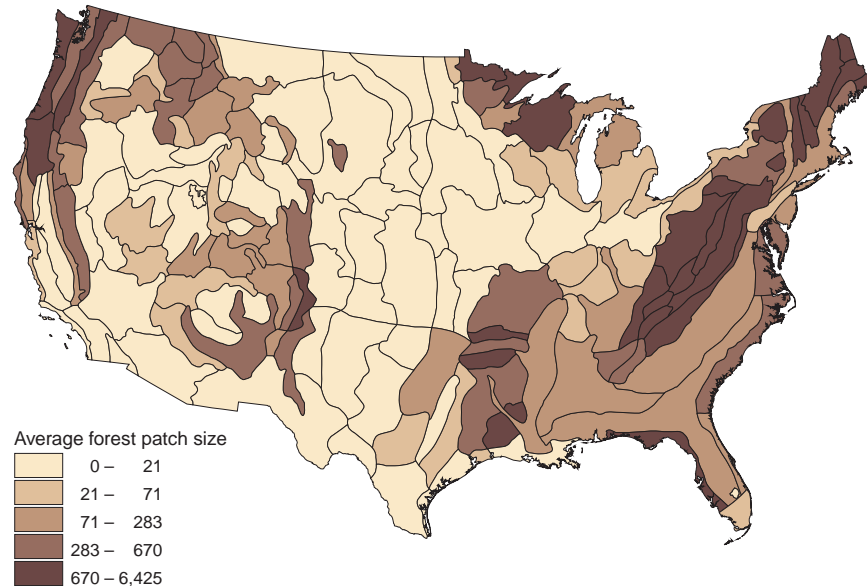 Average forest patch size
0 – 21
21 – 71
71 – 283
283 – 670
670 – 6,425